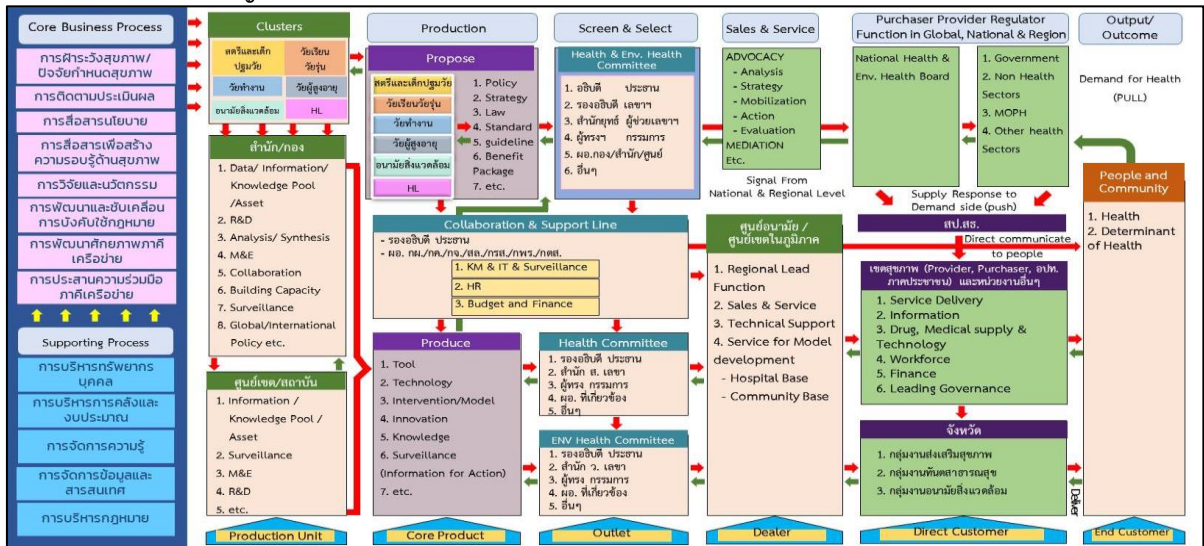 Core Business Process
การเฝ้าระวังสุขภาพ/
ปัจจัยกำหนดสุขภาพ
การติดตามประเมินผล
การสื่อสารนโยบาย
การสื่อสารเพื่อสร้าง
ความรอบรู้ด้านสุขภาพ
การวิจัยและนวัตกรรม
การพัฒนาและขับเคลื่อน
การบังคับใช้กฎหมาย
การพัฒนาศักยภาพภาคี
เครือข่าย
การประสานความร่วมมือ
ภาคีเครือข่าย
Supporting Process
การบริหารทรัพยากร
บุคคล
การบริหารการคลังและ
งบประมาณ
การจัดการความรู้
การจัดการข้อมูลและ
สารสนเทศ
การบริหารกฎหมาย
Clusters
สตรีและเด็ก
ปฐมวัย
วัยเรียน
วัยรุ่น
วัยทำงาน
วัยผู้สูงอายุ
อนามัยสิ่งแวดล้อม
HL
สำนัก/กอง
1. Data/ Information/
Knowledge Pool
/Asset
2. R&D
3. Analysis/ Synthesis
4. M&E
5. Collaboration
6. Building Capacity
7. Surveillance
8. Global/International
Policy etc.
ศูนย์เขต/สถาบัน
1. Information /
Knowledge Pool /
Asset
2. Surveillance
3. M&E
4. R&D
5. etc.
Production Unit
Production
Propose
สตรีและเด็กปฐมวัย
วัยเรียนวัยรุ่น
วัยทำงาน
วัยผู้สูงอายุ
อนามัยสิ่งแวดล้อม
HL
1. Policy
2. Strategy
3. Law
4. Standard
5. guideline
6. Benefit
Package
7. etc.
Collaboration & Support Line
- รองอธิบดี ประธาน
- ผอ. กผ./กค./กจ./สล./กรส./กพร./กตส.
1. KM & IT & Surveillance
2. HR
3. Budget and Finance
Produce
1. Tool
2. Technology
3. Intervention/Model
4. Innovation
5. Knowledge
6. Surveillance
(Information for Action)
7. etc.
Core Product
Screen & Select
Health & Env. Health
Committee
1. อธิบดี ประธาน
2. รองอธิบดี เลขาฯ
3. สำนักยุทธ์ ผู้ช่วยเลขาฯ
4. ผู้ทรงฯ กรรมการ
5. ผอ.กอง/สำนัก/ศูนย์
6. อื่นๆ
Health Committee
1. รองอธิบดี ประธาน
2. สำนัก ส. เลขา
3. ผู้ทรง กรรมการ
4. ผอ. ที่เกี่ยวข้อง
5. อื่นๆ
ENV Health Committee
1. รองอธิบดี ประธาน
2. สำนัก ว. เลขา
3. ผู้ทรง กรรมการ
4. ผอ. ที่เกี่ยวข้อง
5. อื่นๆ
Outlet
Sales & Service
ADVOCACY
- Analysis
- Strategy
- Mobilization
- Action
- Evaluation
MEDIATION
Etc.
Signal From
National & Regional Level
ศูนย์อนามัย /
ศูนย์เขตในภูมิภาค
1. Regional Lead
Function
2. Sales & Service
3. Technical Support
4. Service for Model
development
- Hospital Base
- Community Base
Dealer
Purchaser Provider Regulator
Function in Global, National & Region
National Health &
Env. Health Board
1. Government
2. Non Health
Sectors
3. MOPH
4. Other health
Sectors
Supply Response to
Demand side (push)
สป.สธ.
Direct communicate
to people
เขตสุขภาพ (Provider, Purchaser, อปท.
ภาคประชาชน) และหน่วยงานอื่นๆ
1. Service Delivery
2. Information
3. Drug, Medical supply &
Technology
4. Workforce
5. Finance
6. Leading Governance
จังหวัด
1. กลุ่มงานส่งเสริมสุขภาพ
2. กลุ่มงานทันตสาธารณสุข
3. กลุ่มงานอนามัยสิ่งแวดล้อม
Direct Customer
Output/
Outcome
Demand for Health
(PULL)
People and
Community
1. Health
2. Determinant
of Health
Deliver
End Customer